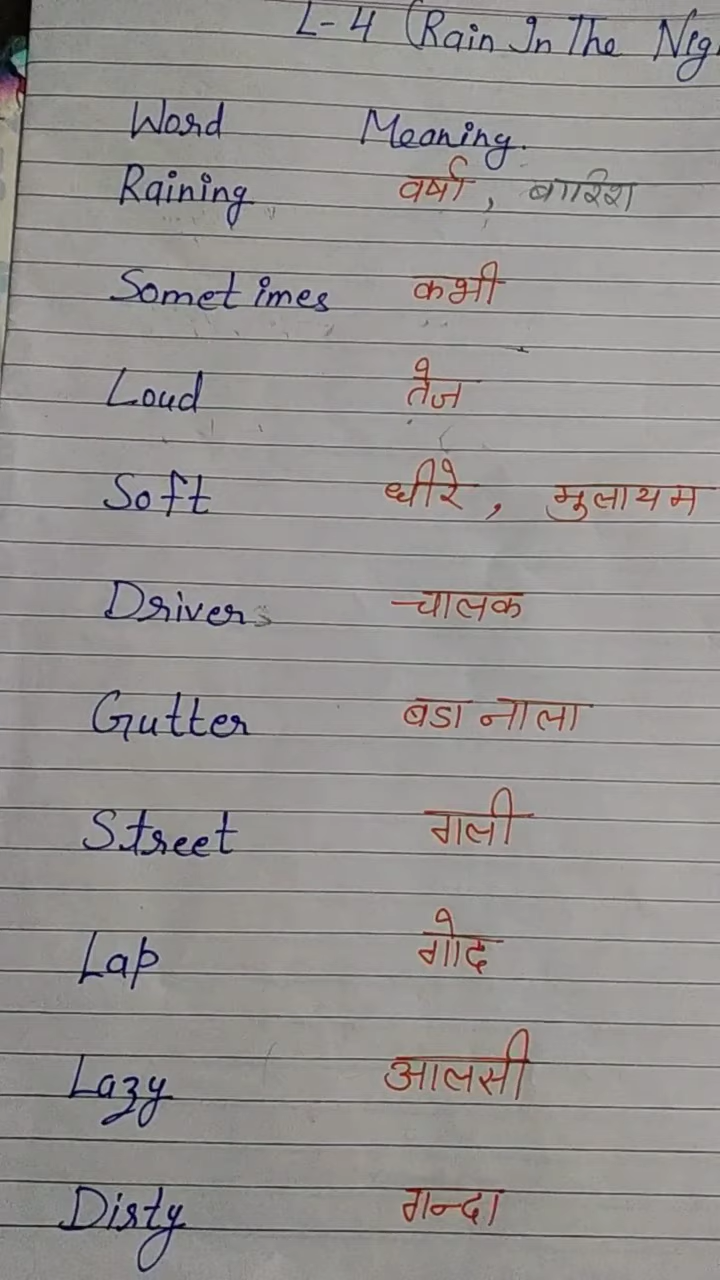 L-4 (Rain In The Nig
Word Meaning.
Raining वर्षा, बारिश
Sometimes कभी
Loud तेज
Soft धीरे, मुलायम
Drivers चालक
Gutter बडा नाला
Street गली
Lap गोद
Lazy आलसी
Dirty गन्दा